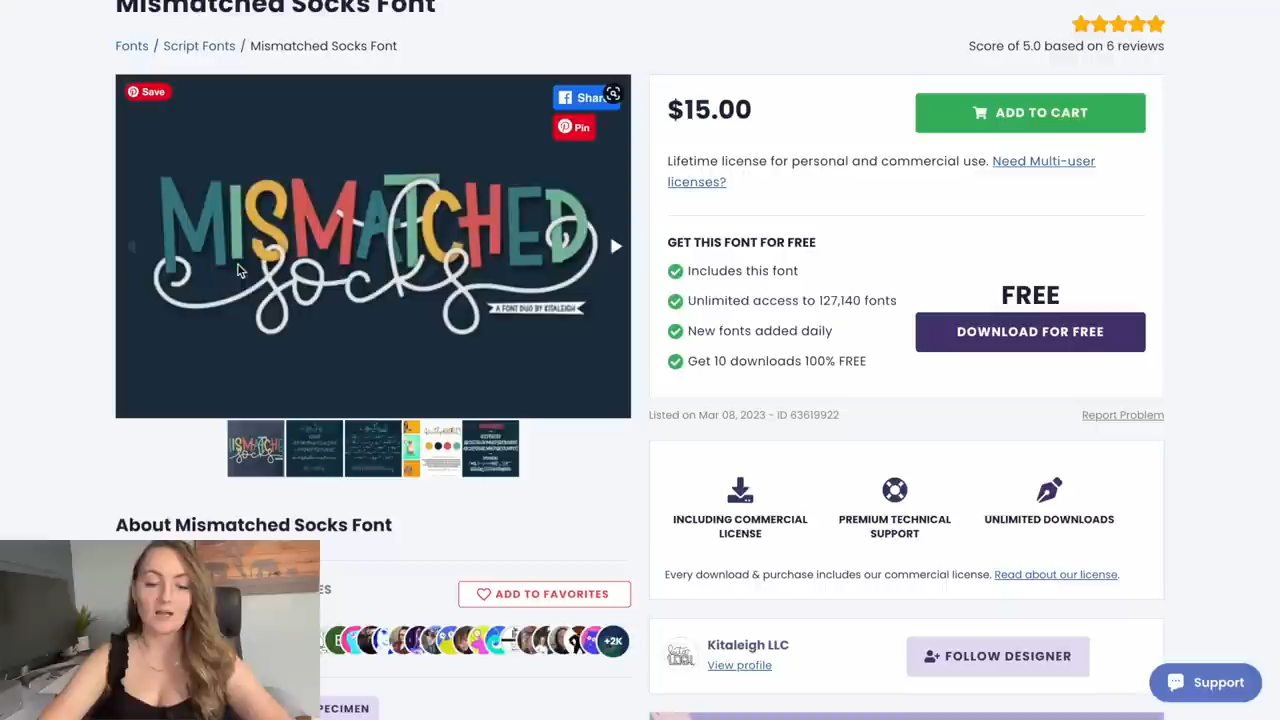 Mismatched Socks Font
Fonts / Script Fonts / Mismatched Socks Font
Score of 5.0 based on 6 reviews
Save
Share
Pin
MISMATCHED
socks
A FONT DUO BY KITALEIGH
$15.00
ADD TO CART
Lifetime license for personal and commercial use. Need Multi-user
licenses?
GET THIS FONT FOR FREE
Includes this font
Unlimited access to 127,140 fonts
New fonts added daily
Get 10 downloads 100% FREE
FREE
DOWNLOAD FOR FREE
Listed on Mar 08, 2023 - ID 63619922
Report Problem
INCLUDING COMMERCIAL
LICENSE
PREMIUM TECHNICAL
SUPPORT
UNLIMITED DOWNLOADS
Every download & purchase includes our commercial license. Read about our license.
About Mismatched Socks Font
ES
ADD TO FAVORITES
+2K
PECIMEN
Kitaleigh LLC
View profile
FOLLOW DESIGNER
Support